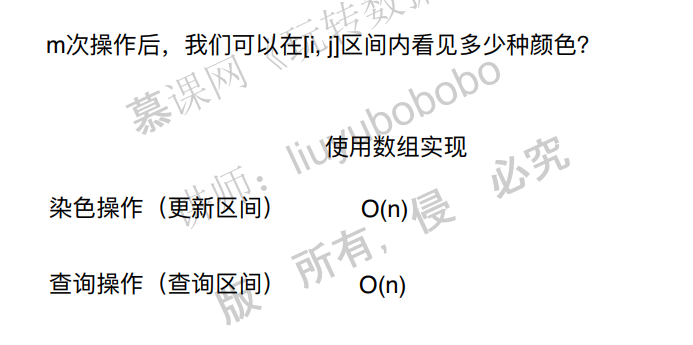 m次操作后，我们可以在[i, j]区间内看见多少种颜色?
慕课网《玩转数据
使用数组实现
讲师：liuyubobobo
染色操作（更新区间） O(n)
版 所有，侵 必究
查询操作（查询区间） O(n)